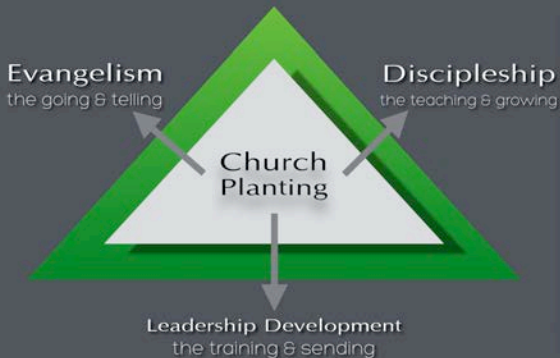 Evangelism
the going & telling
Discipleship
the teaching & growing
Church
Planting
Leadership Development
the training & sending